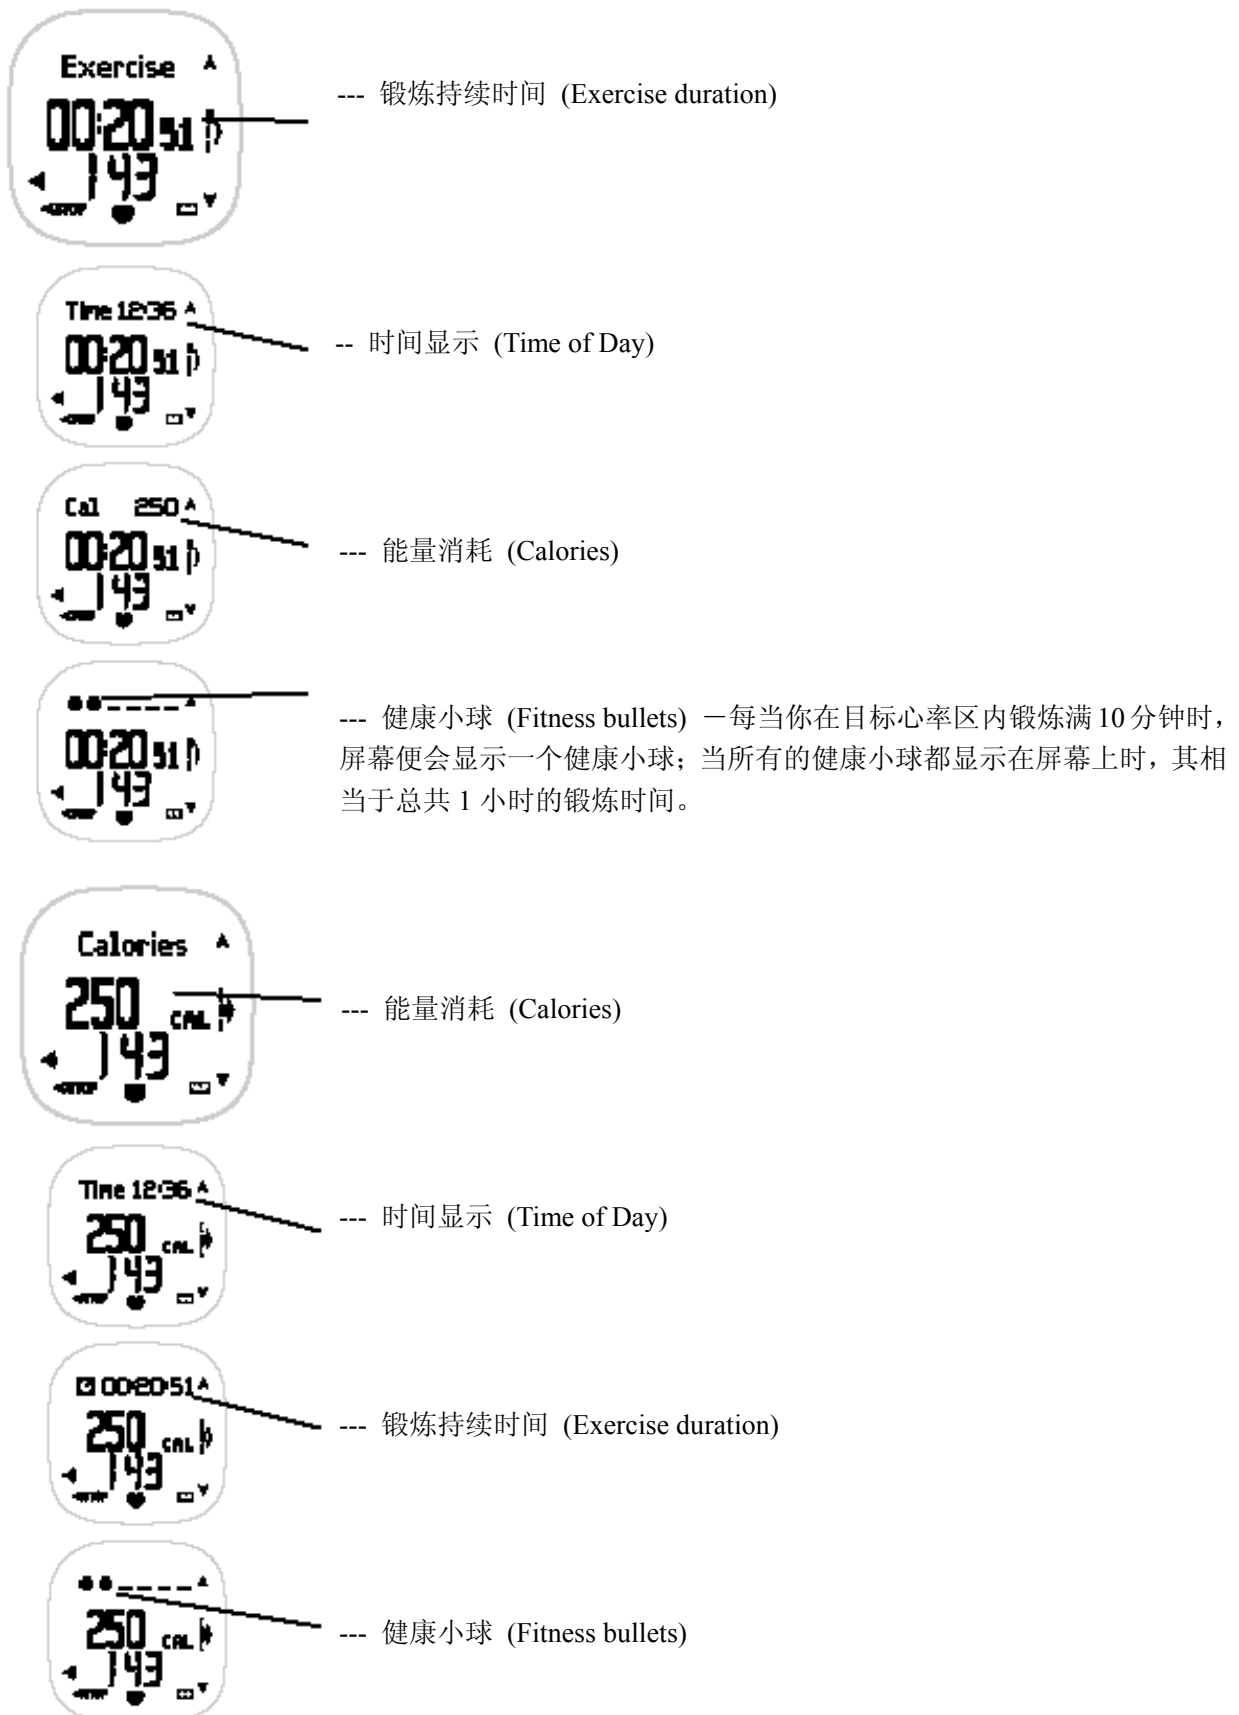 Exercise
--- 锻炼持续时间 (Exercise duration)
00:20 51
143
Time 12:36
-- 时间显示 (Time of Day)
00:20 51
143
Cal 250
--- 能量消耗 (Calories)
00:20 51
143
--- 健康小球 (Fitness bullets) －每当你在目标心率区内锻炼满 10 分钟时，
00:20 51
屏幕便会显示一个健康小球；当所有的健康小球都显示在屏幕上时，其相
143
当于总共 1 小时的锻炼时间。
Calories
250 CAL
--- 能量消耗 (Calories)
143
Time 12:36
--- 时间显示 (Time of Day)
250 CAL
143
00:20:51
--- 锻炼持续时间 (Exercise duration)
250 CAL
143
--- 健康小球 (Fitness bullets)
250 CAL
143